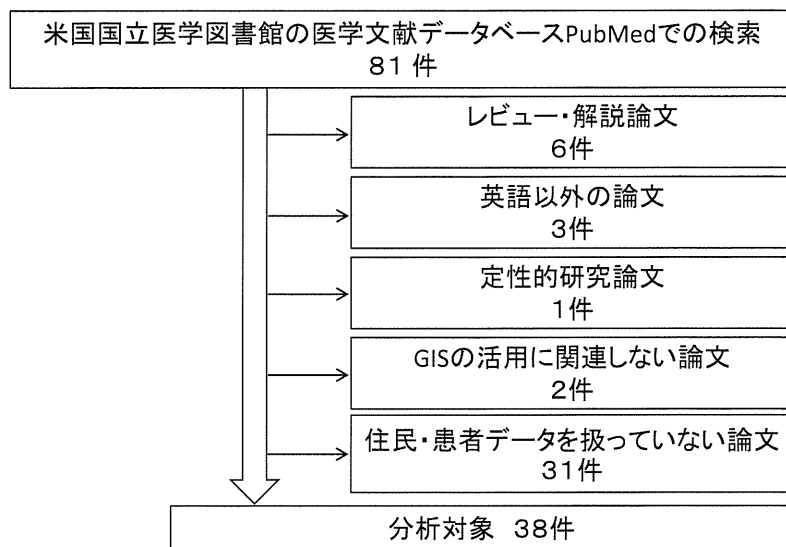 米国国立医学図書館の医学文献データベースPubMedでの検索
81 件
レビュー・解説論文
6件
英語以外の論文
3件
定性的研究論文
1件
GISの活用に関連しない論文
2件
住民・患者データを扱っていない論文
31件
分析対象 38件